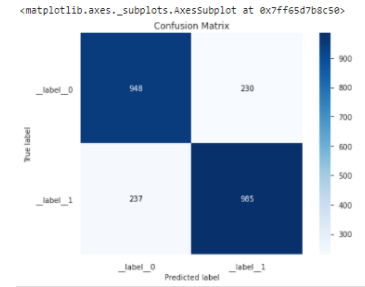 <matplotlib.axes._subplots.AxesSubplot at 0x7ff65d7b8c50>
Confusion Matrix
900
800
700
600
500
400
300
__label__0
948
230
True label
__label__1
237
985
__label__0
__label__1
Predicted label